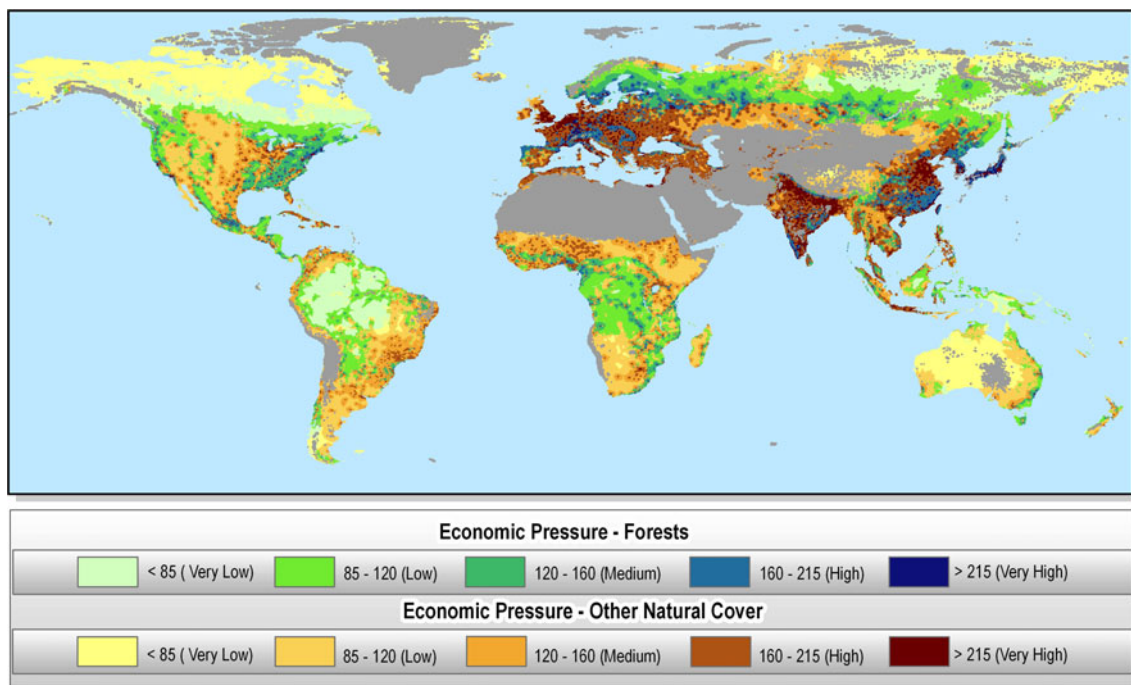 Economic Pressure - Forests
< 85 ( Very Low) 85 - 120 (Low) 120 - 160 (Medium) 160 - 215 (High) > 215 (Very High)
Economic Pressure - Other Natural Cover
< 85 ( Very Low) 85 - 120 (Low) 120 - 160 (Medium) 160 - 215 (High) > 215 (Very High)